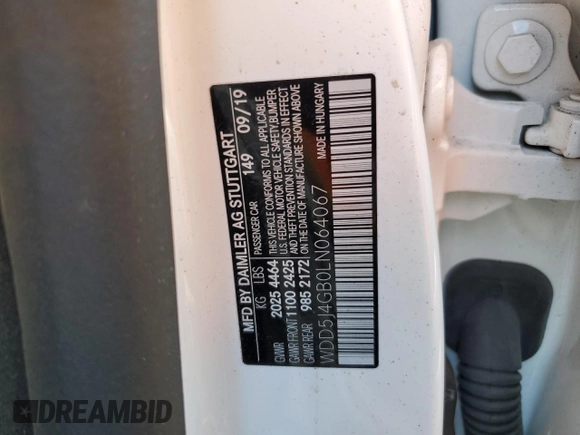 MFD BY DAIMLER AG STUTTGART
PASSENGER CAR 149 09/19
KG LBS
GVWR 2025 4464
GAWR FRONT 1100 2425
GAWR REAR 985 2172
THIS VEHICLE CONFORMS TO ALL APPLICABLE
U.S. FEDERAL MOTOR VEHICLE SAFETY, BUMPER
AND THEFT PREVENTION STANDARDS IN EFFECT
ON THE DATE OF MANUFACTURE SHOWN ABOVE
WDD5J4GB0LN064067 MADE IN HUNGARY
DREAMBID